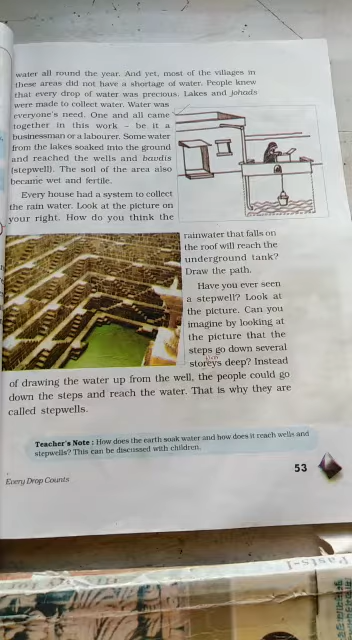 water all round the year. And yet, most of the villages in
these areas did not have a shortage of water. People knew
that every drop of water was precious. Lakes and johads
were made to collect water. Water was
everyone's need. One and all came
together in this work – be it a
businessman or a labourer. Some water
from the lakes soaked into the ground
and reached the wells and bavdis
(stepwell). The soil of the area also
became wet and fertile.
Every house had a system to collect
the rain water. Look at the picture on
your right. How do you think the
rainwater that falls on
the roof will reach the
underground tank?
Draw the path.
Have you ever seen
a stepwell? Look at
the picture. Can you
imagine by looking at
the picture that the
steps go down several
storeys deep? Instead
of drawing the water up from the well, the people could go
down the steps and reach the water. That is why they are
called stepwells.
Teacher's Note : How does the earth soak water and how does it reach wells and
stepwells? This can be discussed with children.
53
Every Drop Counts